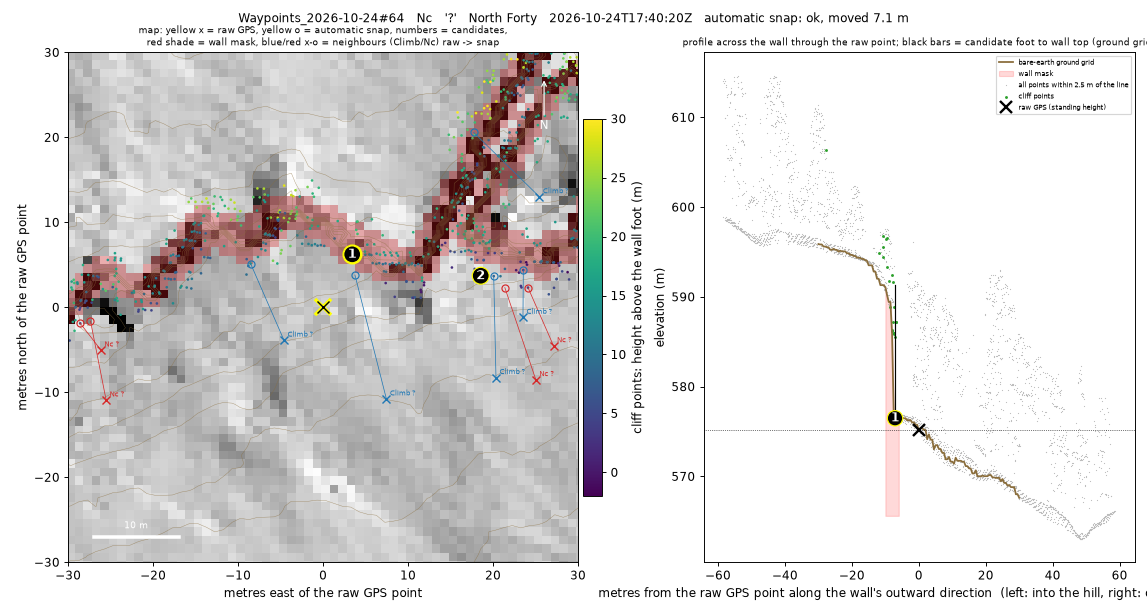 Waypoints_2026-10-24#64 Nc '?' North Forty 2026-10-24T17:40:20Z automatic snap: ok, moved 7.1 m
map: yellow x = raw GPS, yellow o = automatic snap, numbers = candidates,
red shade = wall mask, blue/red x-o = neighbours (Climb/Nc) raw -> snap
profile across the wall through the raw point; black bars = candidate foot to wall top (ground gri
30
20
10
0
−10
−20
−30
−30
−20
−10
0
10
20
30
metres north of the raw GPS point
metres east of the raw GPS point
N
Climb ?
1
2
Climb ?
Climb ?
Nc ?
Nc ?
Climb ?
Climb ?
Nc ?
Nc ?
10 m
30
25
20
15
10
5
0
cliff points: height above the wall foot (m)
bare-earth ground grid
wall mask
all points within 2.5 m of the line
cliff points
raw GPS (standing height)
610
600
590
580
570
elevation (m)
1
−60
−40
−20
0
20
40
60
metres from the raw GPS point along the wall's outward direction (left: into the hill, right: